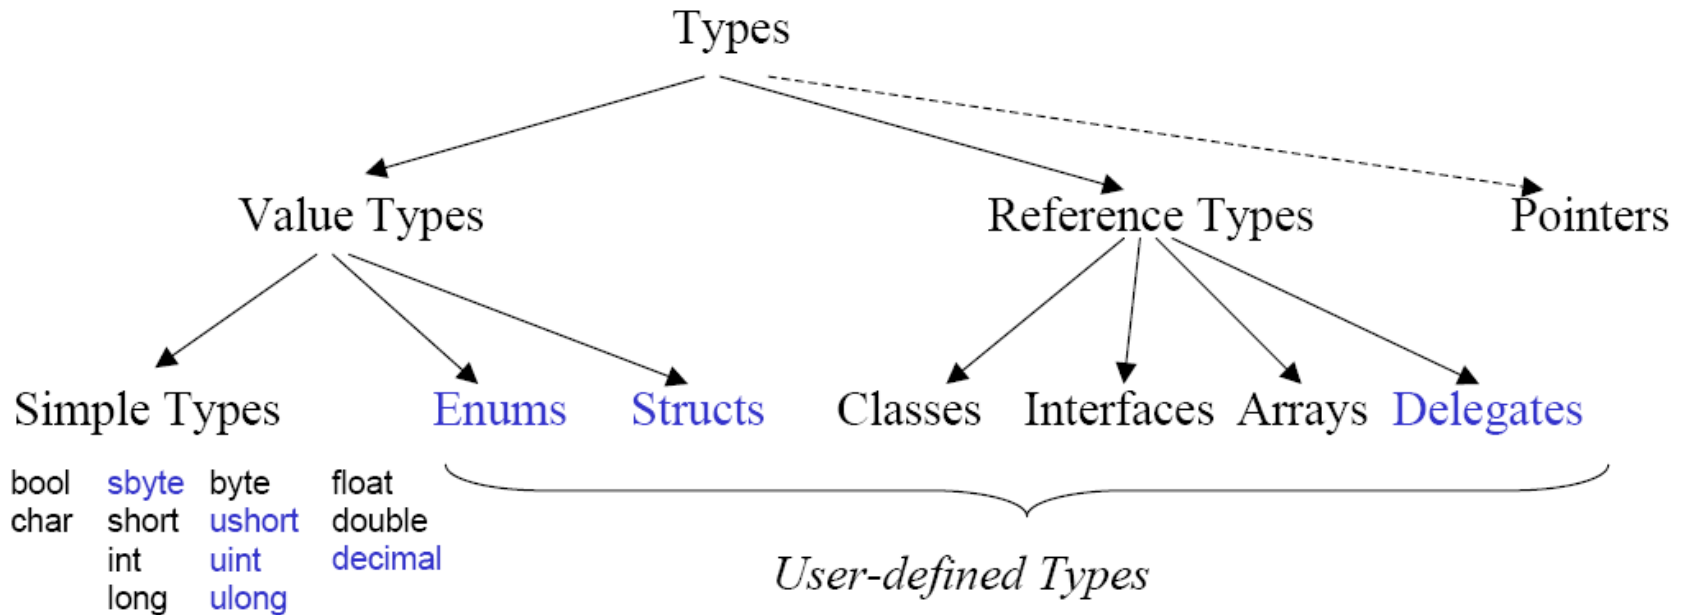 Types
Value Types Reference Types Pointers
Simple Types Enums Structs Classes Interfaces Arrays Delegates
bool sbyte byte float
char short ushort double
int uint decimal
long ulong
User-defined Types